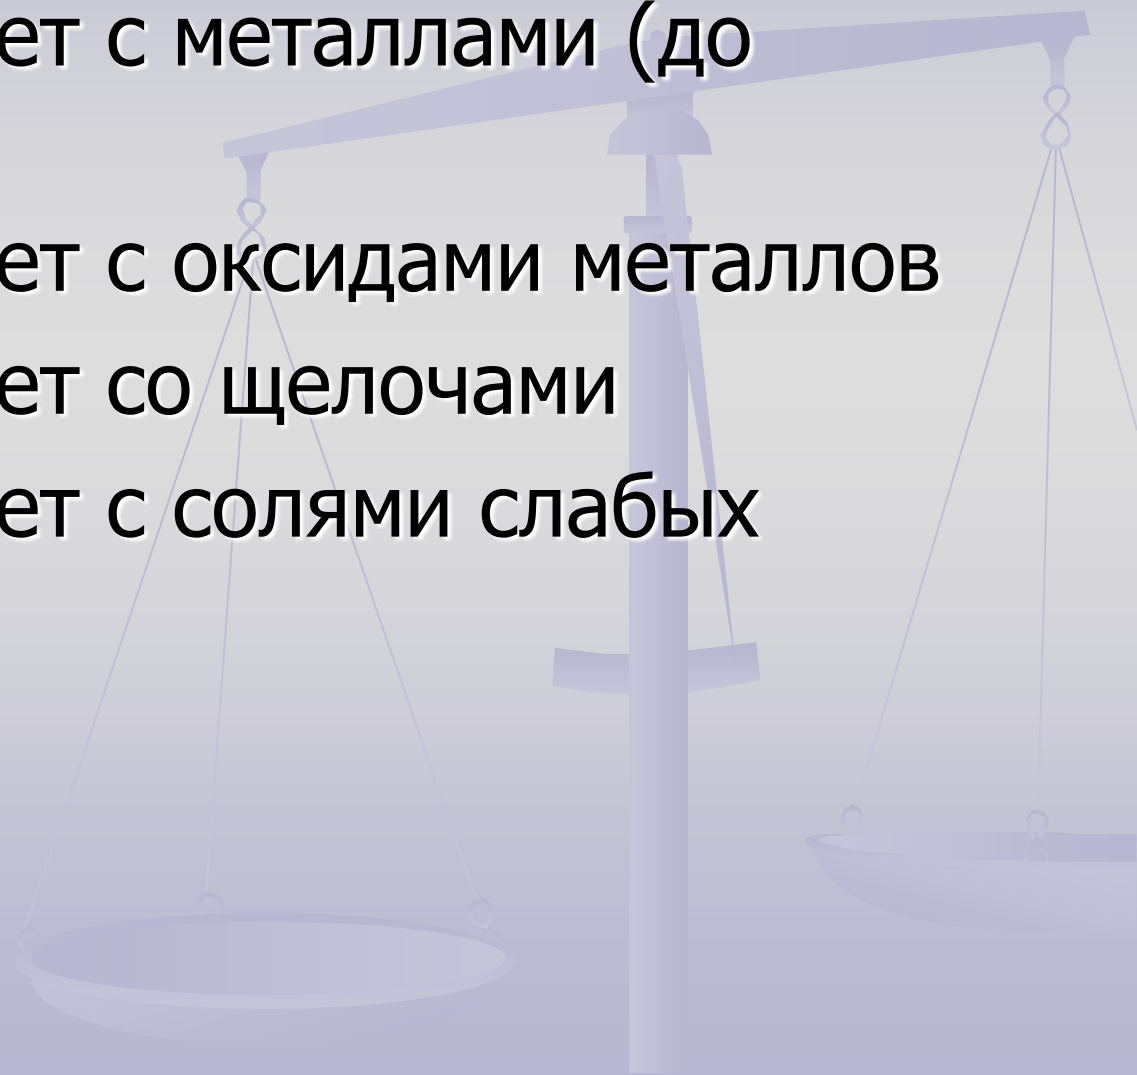 ет с металлами (до
ет с оксидами металлов
ет со щелочами
ет с солями слабых